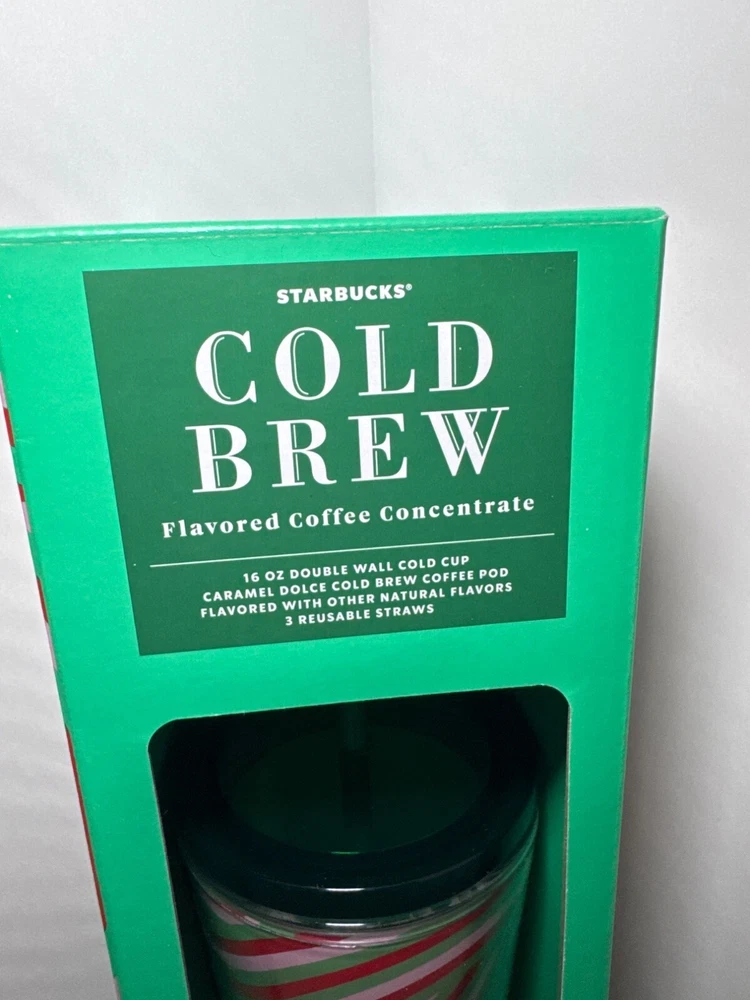 STARBUCKS®
COLD
BREW
Flavored Coffee Concentrate
16 OZ DOUBLE WALL COLD CUP
CARAMEL DOLCE COLD BREW COFFEE POD
FLAVORED WITH OTHER NATURAL FLAVORS
3 REUSABLE STRAWS